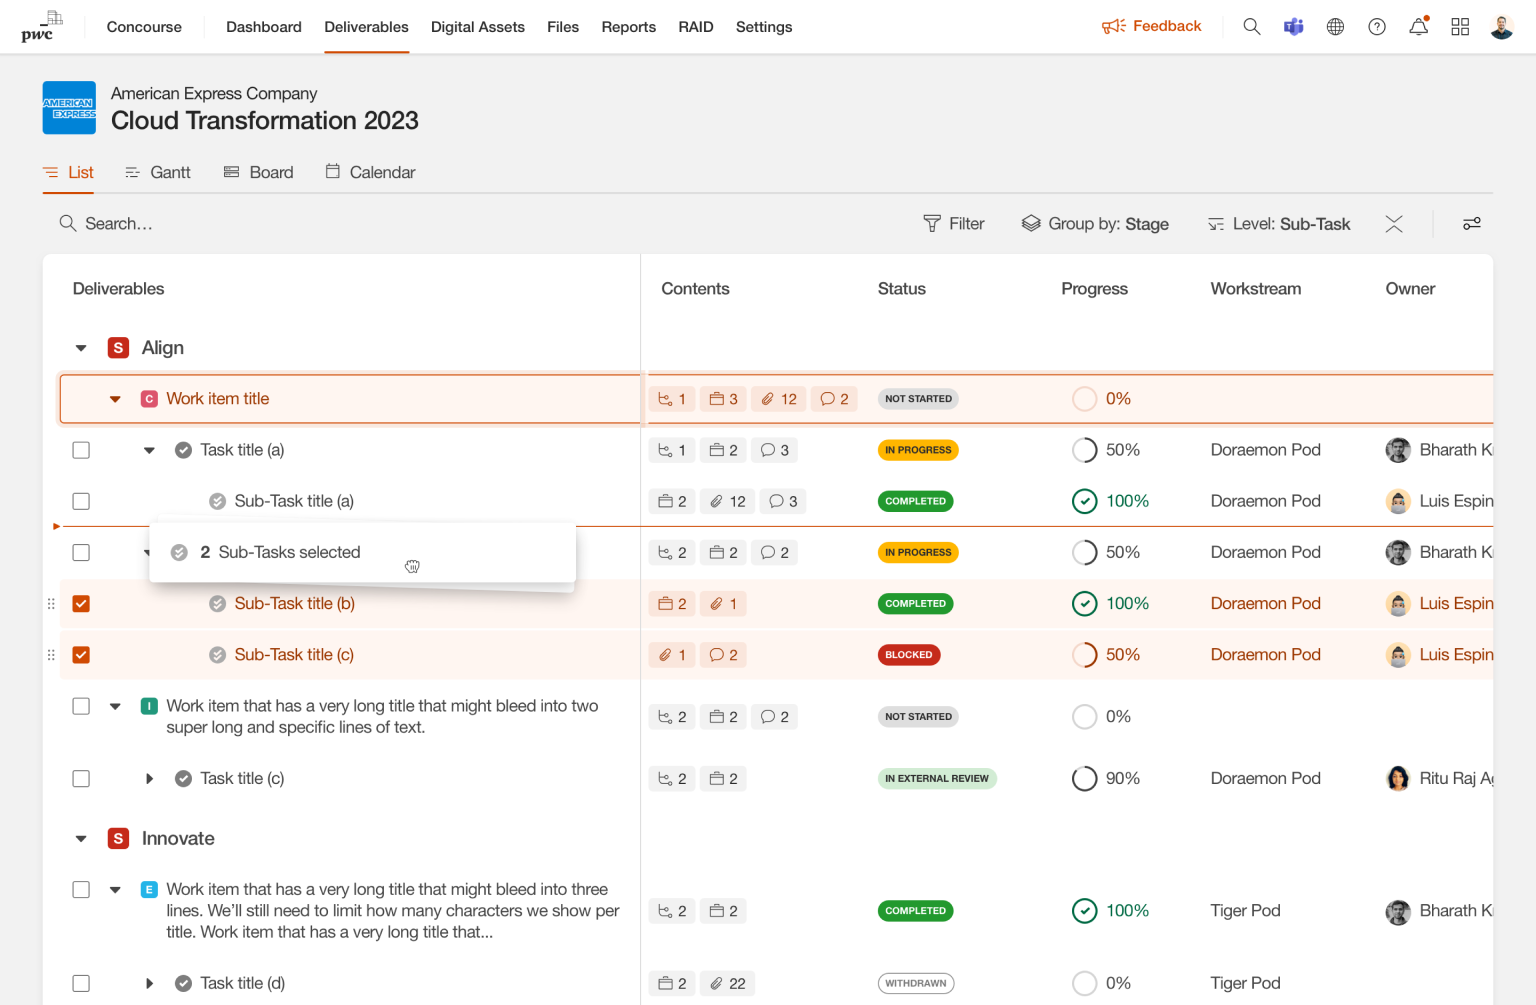 pwc
Concourse
Dashboard
Deliverables
Digital Assets
Files
Reports
RAID
Settings
Feedback
AMERICAN
EXPRESS
American Express Company
Cloud Transformation 2023
List
Gantt
Board
Calendar
Search...
Filter
Group by: Stage
Level: Sub-Task
Deliverables
Contents
Status
Progress
Workstream
Owner
S Align
C Work item title 1 3 12 2 NOT STARTED 0%
Task title (a) 1 2 3 IN PROGRESS 50% Doraemon Pod Bharath K
Sub-Task title (a) 2 12 3 COMPLETED 100% Doraemon Pod Luis Espin
2 Sub-Tasks selected
2 2 2 IN PROGRESS 50% Doraemon Pod Bharath K
Sub-Task title (b) 2 1 COMPLETED 100% Doraemon Pod Luis Espin
Sub-Task title (c) 1 2 BLOCKED 50% Doraemon Pod Luis Espin
I Work item that has a very long title that might bleed into two
super long and specific lines of text.
2 2 2 NOT STARTED 0%
Task title (c) 2 2 IN EXTERNAL REVIEW 90% Doraemon Pod Ritu Raj A
S Innovate
E Work item that has a very long title that might bleed into three
lines. We'll still need to limit how many characters we show per
title. Work item that has a very long title that...
2 2 COMPLETED 100% Tiger Pod Bharath K
Task title (d) 2 22 WITHDRAWN 0% Tiger Pod